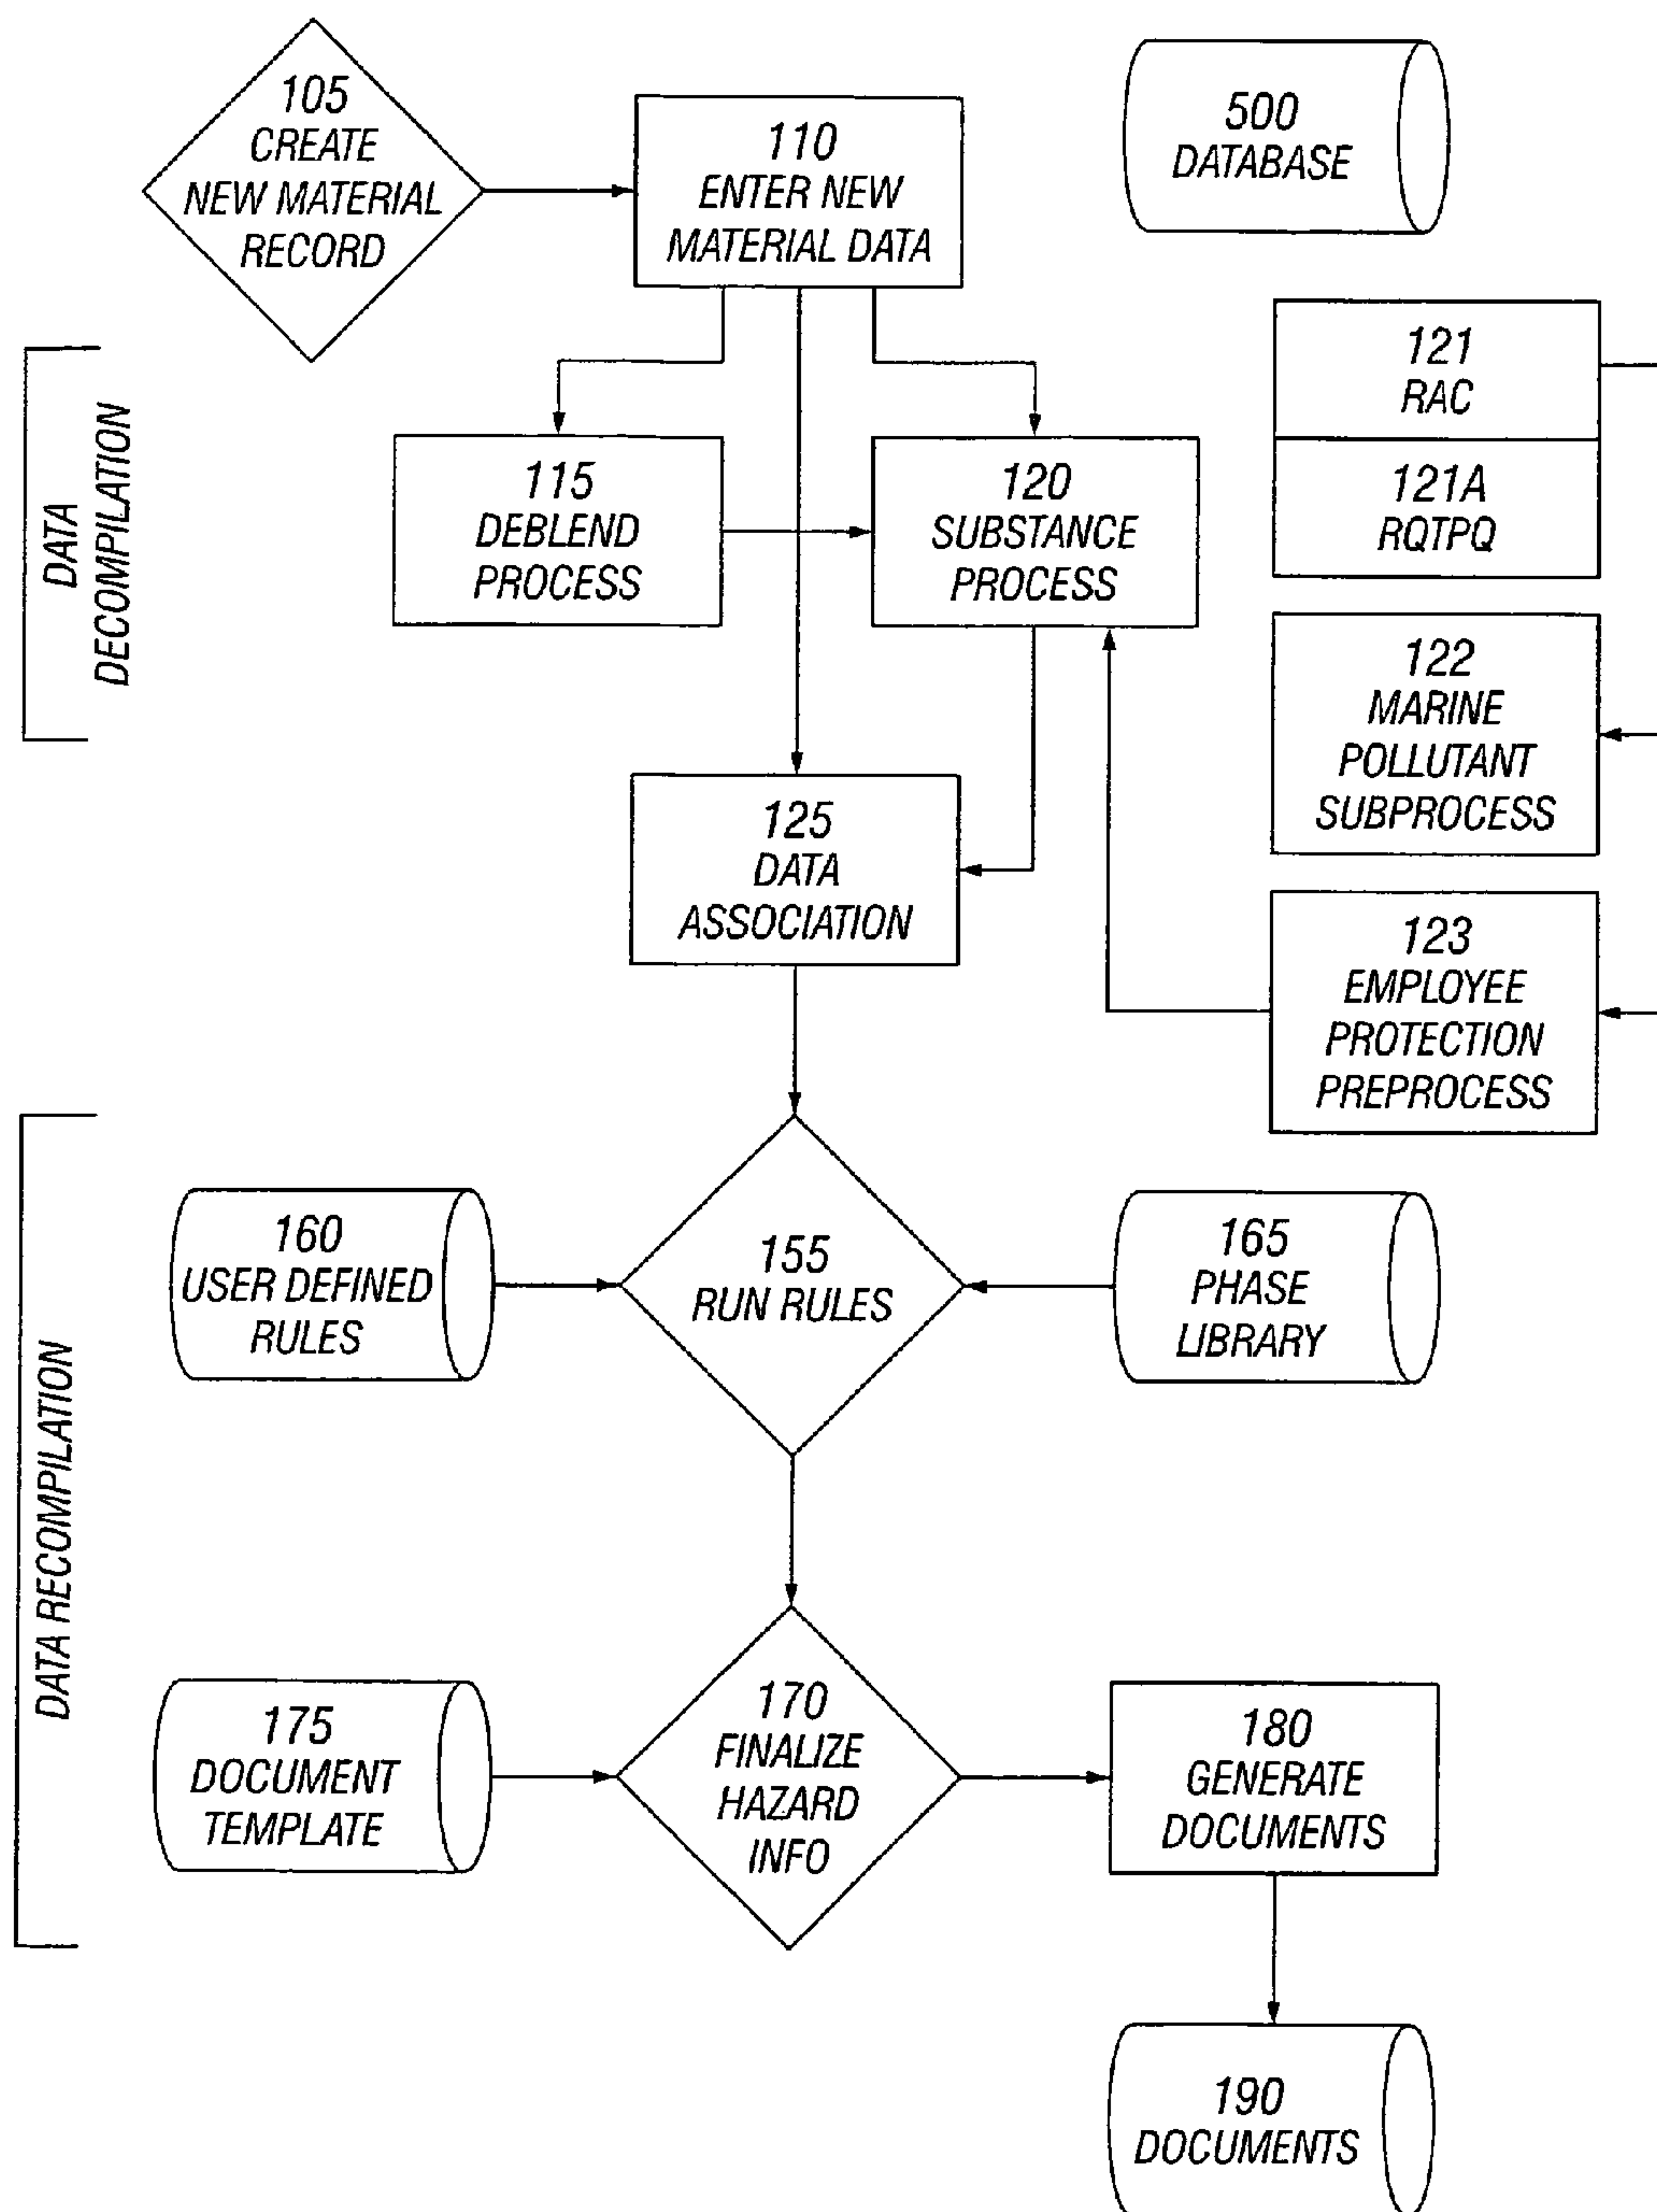 105
CREATE
NEW MATERIAL
RECORD
110
ENTER NEW
MATERIAL DATA
500
DATABASE
DATA
DECOMPILATION
115
DEBLEND
PROCESS
120
SUBSTANCE
PROCESS
121
RAC
121A
RQTPQ
122
MARINE
POLLUTANT
SUBPROCESS
125
DATA
ASSOCIATION
123
EMPLOYEE
PROTECTION
PREPROCESS
DATA RECOMPILATION
160
USER DEFINED
RULES
155
RUN RULES
165
PHASE
LIBRARY
175
DOCUMENT
TEMPLATE
170
FINALIZE
HAZARD
INFO
180
GENERATE
DOCUMENTS
190
DOCUMENTS